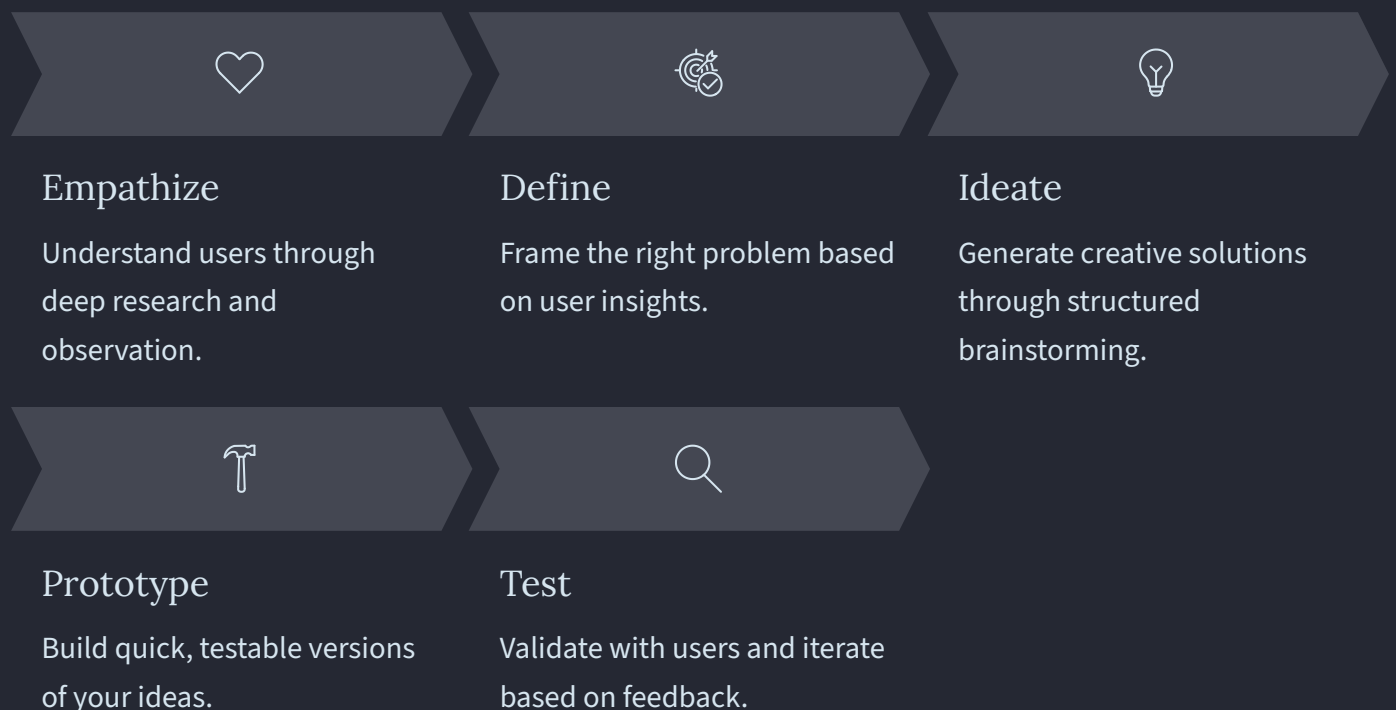 Empathize
Understand users through
deep research and
observation.
Define
Frame the right problem based
on user insights.
Ideate
Generate creative solutions
through structured
brainstorming.
Prototype
Build quick, testable versions
of your ideas.
Test
Validate with users and iterate
based on feedback.